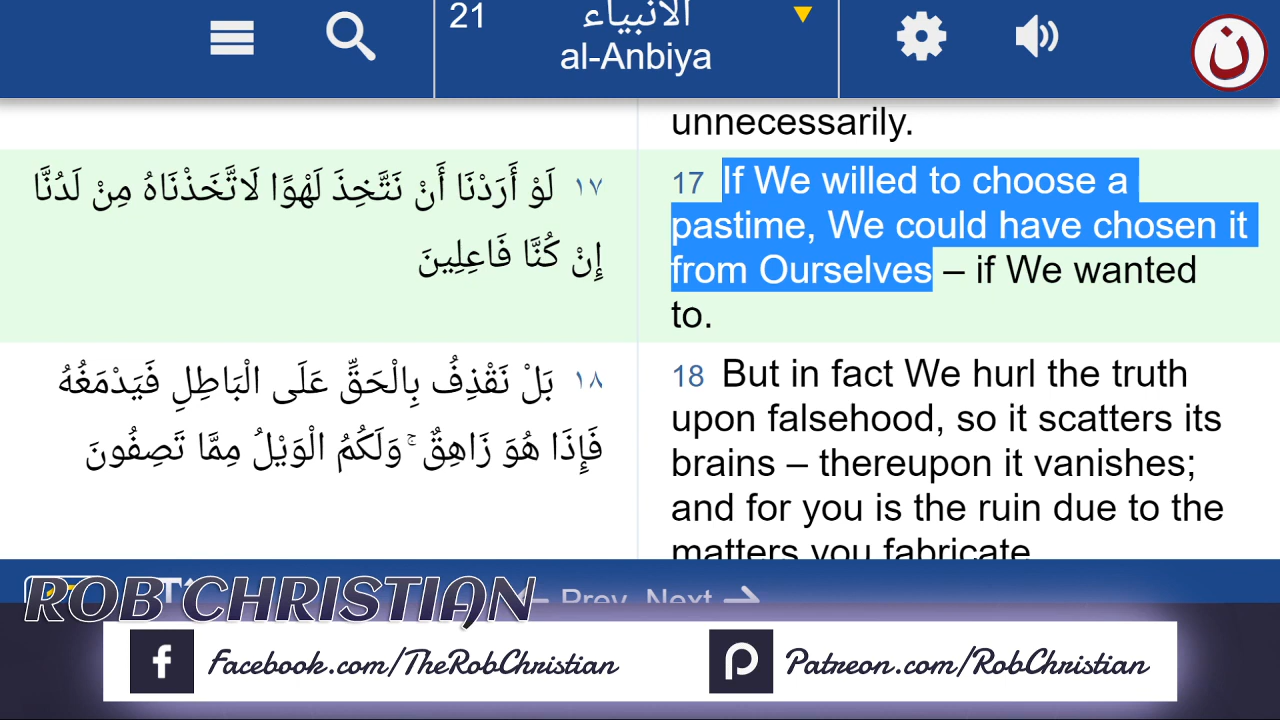 21
الأنبياء
al-Anbiya
ن
unnecessarily.
١٧ لَوْ أَرَدْنَا أَنْ نَتَّخِذَ لَهْوًا لَاتَّخَذْنَاهُ مِنْ لَدُنَّا
إِنْ كُنَّا فَاعِلِينَ
17 If We willed to choose a
pastime, We could have chosen it
from Ourselves – if We wanted
to.
١٨ بَلْ نَقْذِفُ بِالْحَقِّ عَلَى الْبَاطِلِ فَيَدْمَغُهُ
فَإِذَا هُوَ زَاهِقٌ ۚ وَلَكُمُ الْوَيْلُ مِمَّا تَصِفُونَ
18 But in fact We hurl the truth
upon falsehood, so it scatters its
brains – thereupon it vanishes;
and for you is the ruin due to the
matters you fabricate
ROB CHRISTIAN
← Prev Next →
f Facebook.com/TheRobChristian
Patreon.com/RobChristian